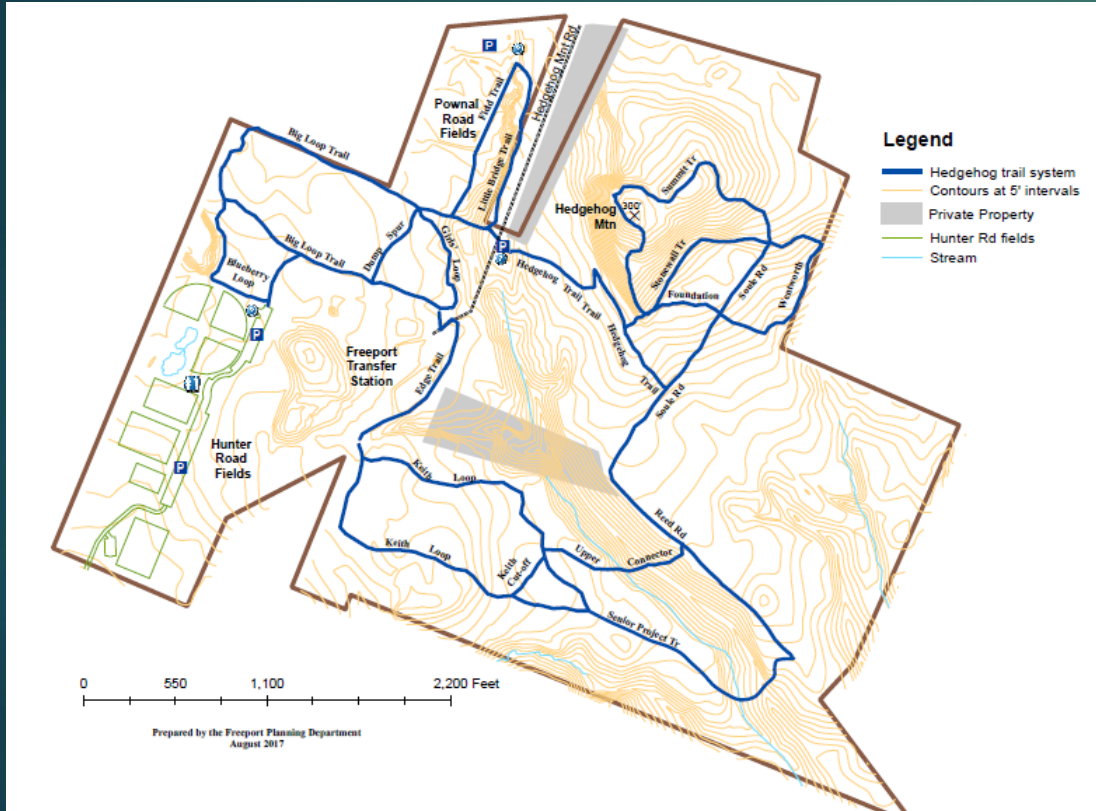 P
Hedgehog Mnt Rd
Field Trail
Pownal
Road
Fields
Big Loop Trail
Little Bridge Trail
Legend
Hedgehog trail system
Contours at 5' intervals
Private Property
Hunter Rd fields
Stream
Summit Tr
300'
Hedgehog
Mtn
Dump Spur
Girls Loop
P
Big Loop Trail
Blueberry
Loop
Hedgehog Trail
Trail
Stonewall Tr
Foundation
Soule Rd
Wentworth
Hedgehog
Trail
P
Freeport
Transfer
Station
Edge Trail
Soule Rd
Hunter
Road
Fields
P
Keith Loop
Reed Rd
Keith Loop
Keith
Cut-off
Upper Connector
Senior Project Tr
0 550 1,100 2,200 Feet
Prepared by the Freeport Planning Department
August 2017